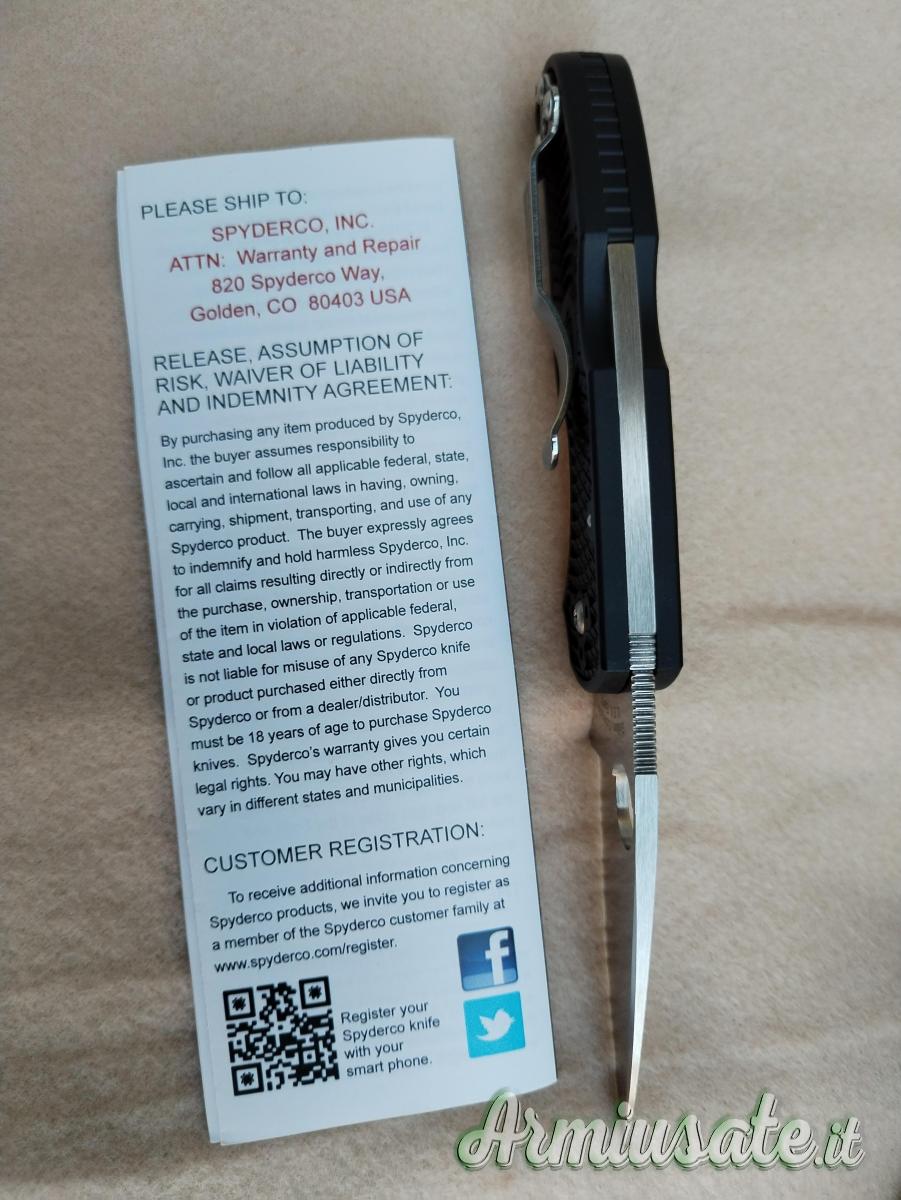 PLEASE SHIP TO:
SPYDERCO, INC.
ATTN: Warranty and Repair
820 Spyderco Way,
Golden, CO 80403 USA
RELEASE, ASSUMPTION OF
RISK, WAIVER OF LIABILITY
AND INDEMNITY AGREEMENT:
By purchasing any item produced by Spyderco,
Inc. the buyer assumes responsibility to
ascertain and follow all applicable federal, state,
local and international laws in having, owning,
carrying, shipment, transporting, and use of any
Spyderco product. The buyer expressly agrees
to indemnify and hold harmless Spyderco, Inc.
for all claims resulting directly or indirectly from
the purchase, ownership, transportation or use
of the item in violation of applicable federal,
state and local laws or regulations. Spyderco
is not liable for misuse of any Spyderco knife
or product purchased either directly from
Spyderco or from a dealer/distributor. You
must be 18 years of age to purchase Spyderco
knives. Spyderco's warranty gives you certain
legal rights. You may have other rights, which
vary in different states and municipalities.
CUSTOMER REGISTRATION:
To receive additional information concerning
Spyderco products, we invite you to register as
a member of the Spyderco customer family at
www.spyderco.com/register.
Register your
Spyderco knife
with your
smart phone.
Armiusate.it